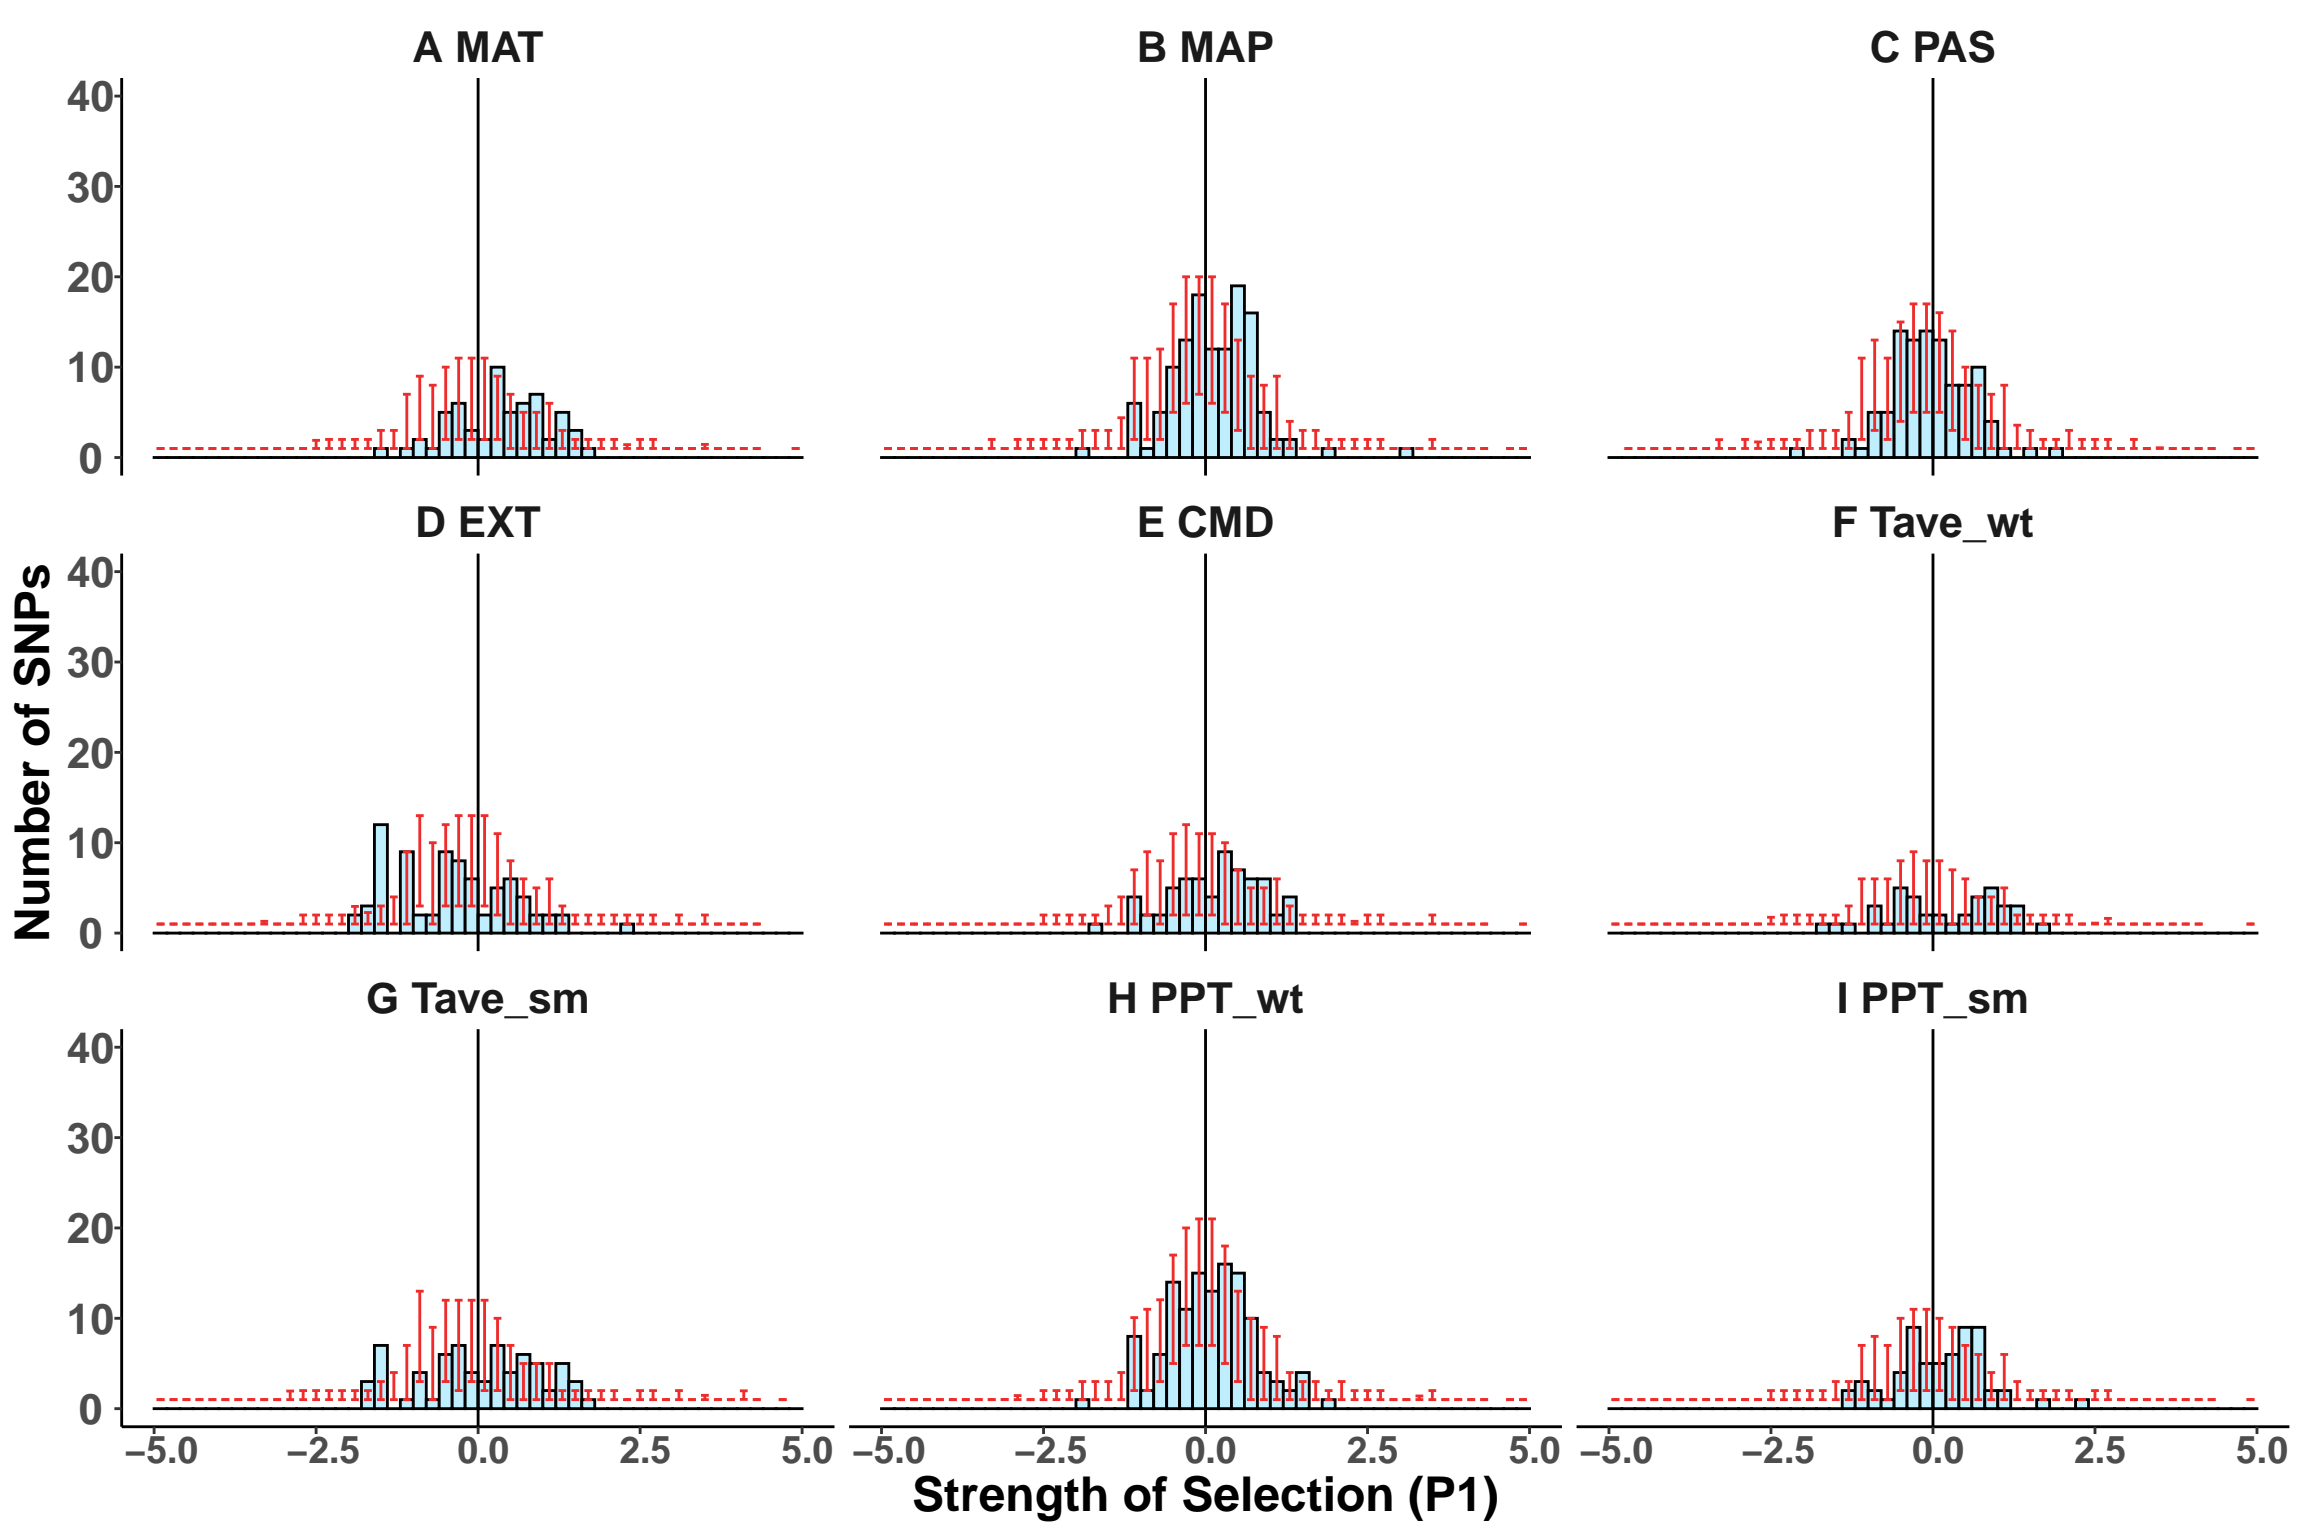 A MAT
B MAP
C PAS
40
30
20
10
0
D EXT
E CMD
F Tave_wt
40
30
20
10
0
Number of SNPs
G Tave_sm
H PPT_wt
I PPT_sm
40
30
20
10
0
−5.0 −2.5 0.0 2.5 5.0
−5.0 −2.5 0.0 2.5 5.0
−5.0 −2.5 0.0 2.5 5.0
Strength of Selection (P1)